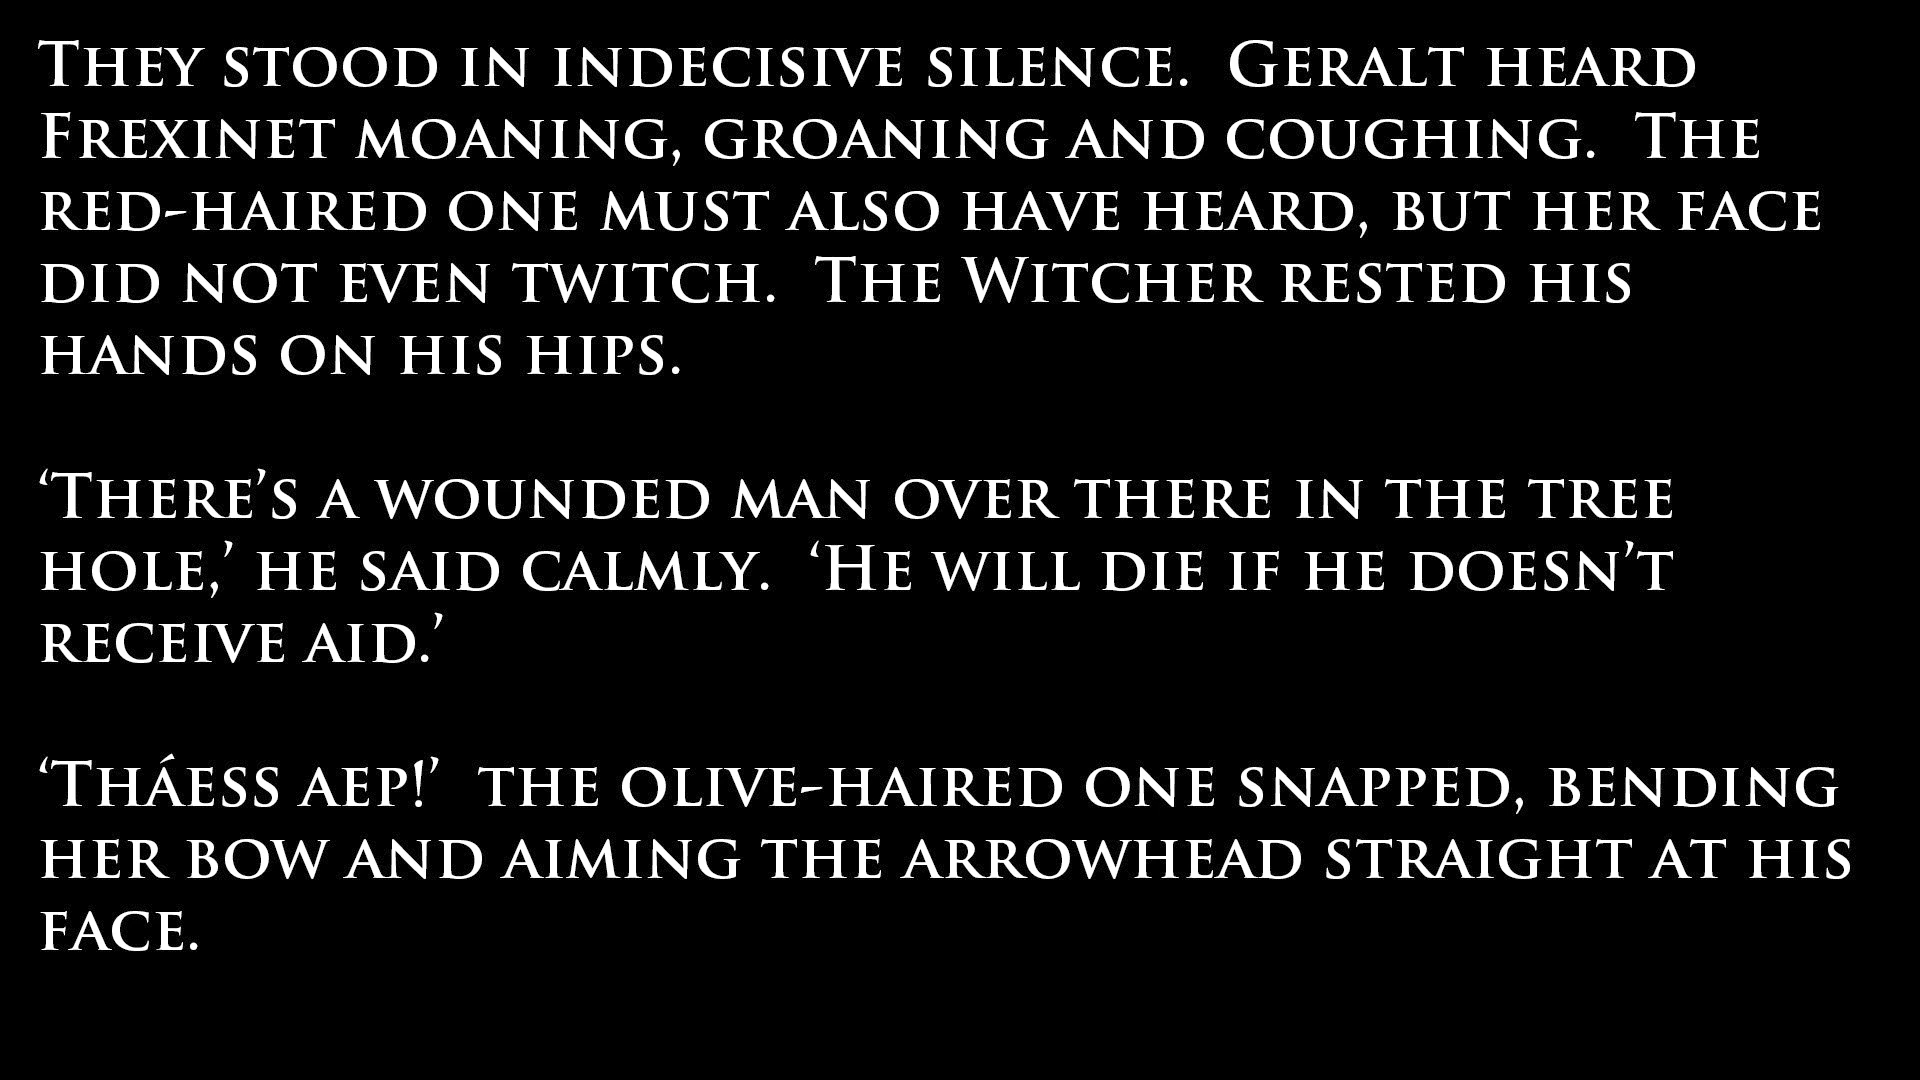 They stood in indecisive silence.  Geralt heard
Frexinet moaning, groaning and coughing.  The
red-haired one must also have heard, but her face
did not even twitch.  The Witcher rested his
hands on his hips.
‘There’s a wounded man over there in the tree
hole,’ he said calmly.  ‘He will die if he doesn’t
receive aid.’
‘Tháess aep!’  the olive-haired one snapped, bending
her bow and aiming the arrowhead straight at his
face.